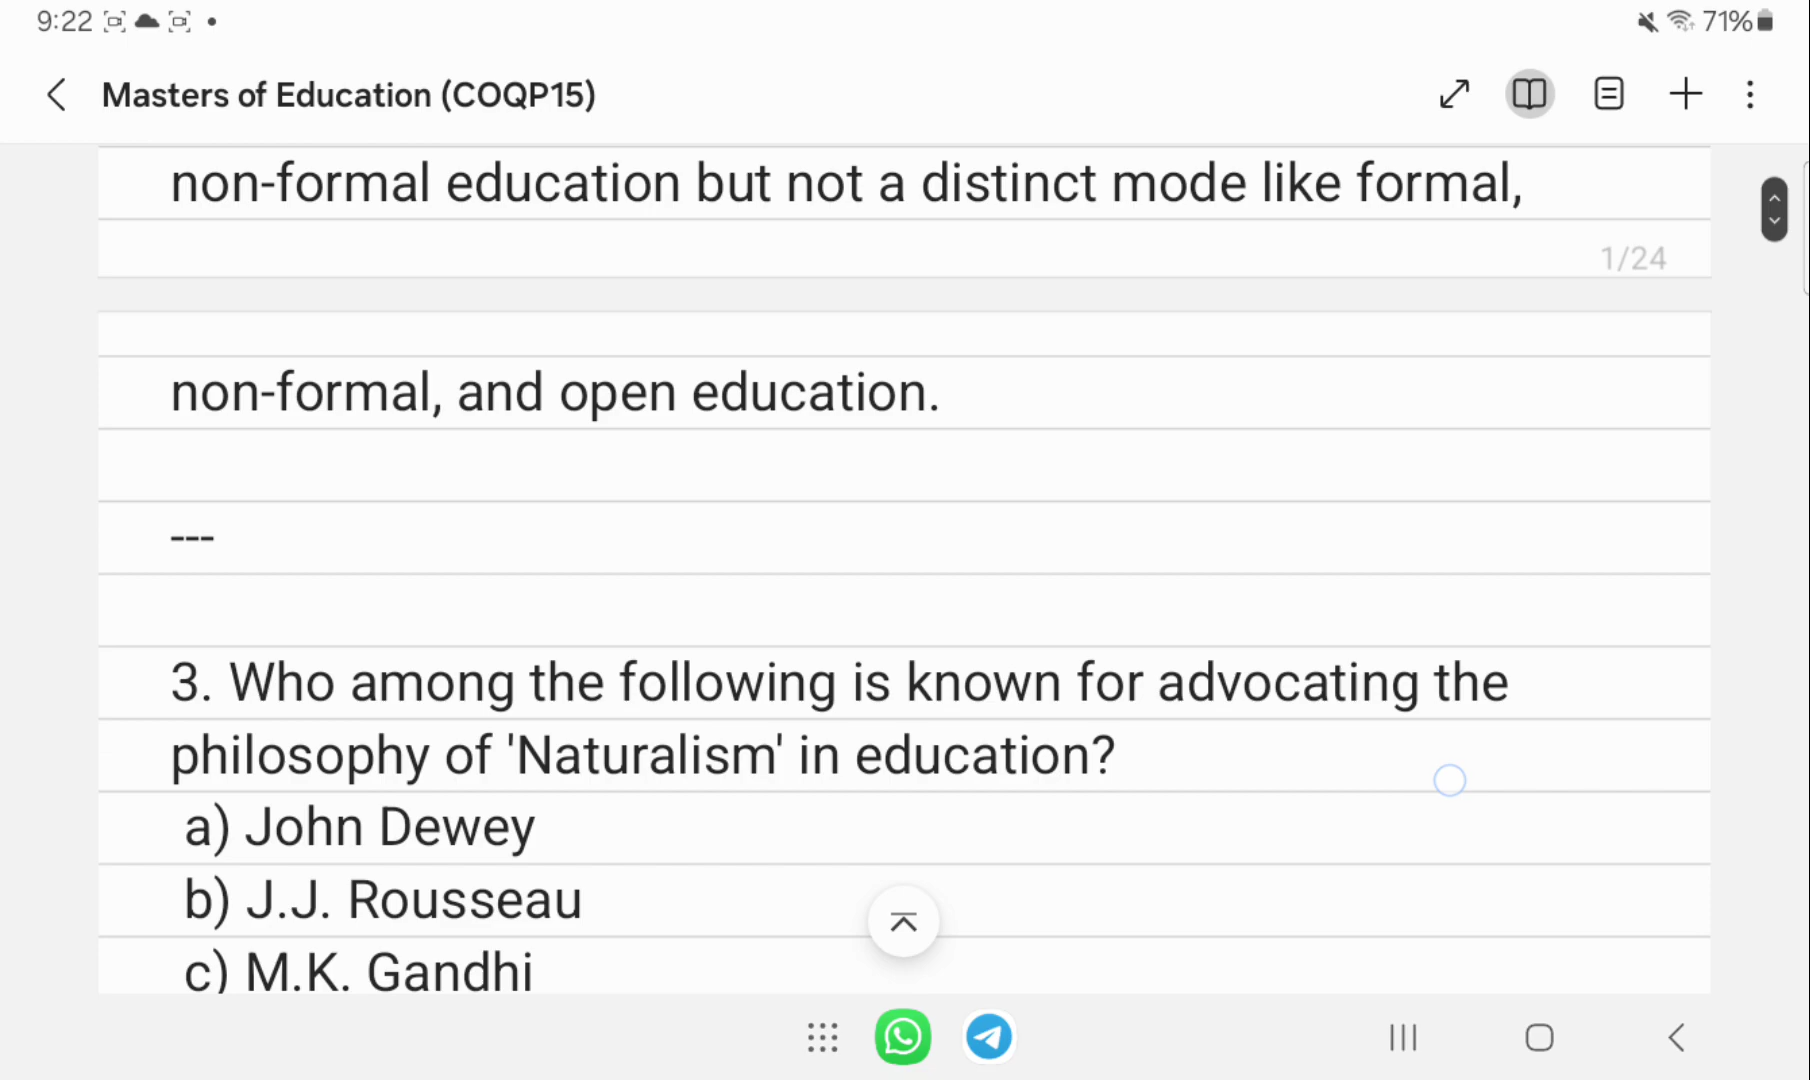 9:22
71%
Masters of Education (COQP15)
non-formal education but not a distinct mode like formal,
1/24
non-formal, and open education.
---
3. Who among the following is known for advocating the
philosophy of 'Naturalism' in education?
a) John Dewey
b) J.J. Rousseau
c) M.K. Gandhi